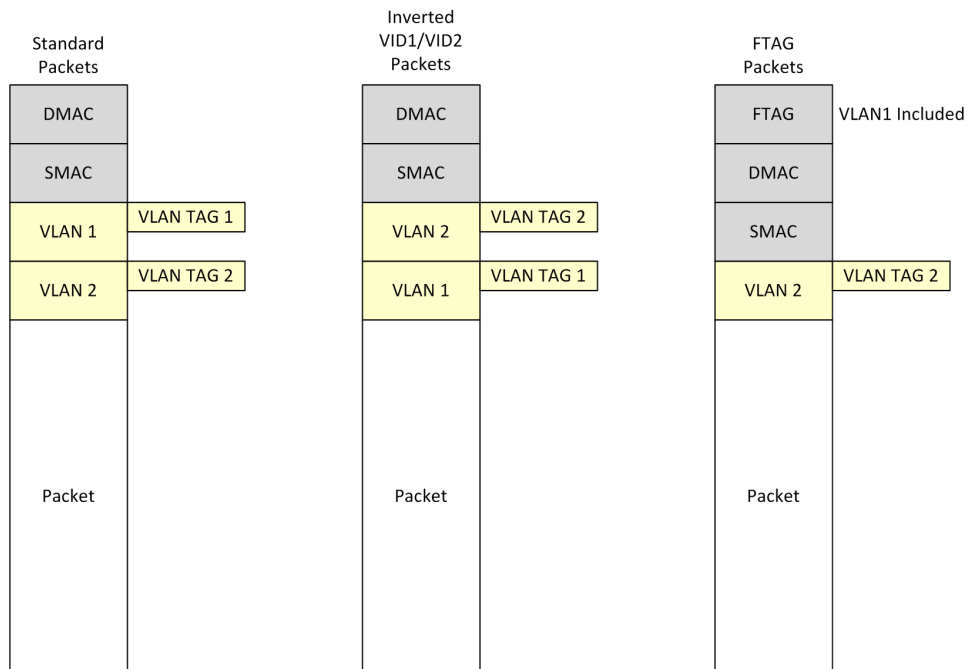 Standard
Packets
DMAC
SMAC
VLAN 1
VLAN TAG 1
VLAN 2
VLAN TAG 2
Packet
Inverted
VID1/VID2
Packets
DMAC
SMAC
VLAN 2
VLAN TAG 2
VLAN 1
VLAN TAG 1
Packet
FTAG
Packets
FTAG
VLAN1 Included
DMAC
SMAC
VLAN 2
VLAN TAG 2
Packet